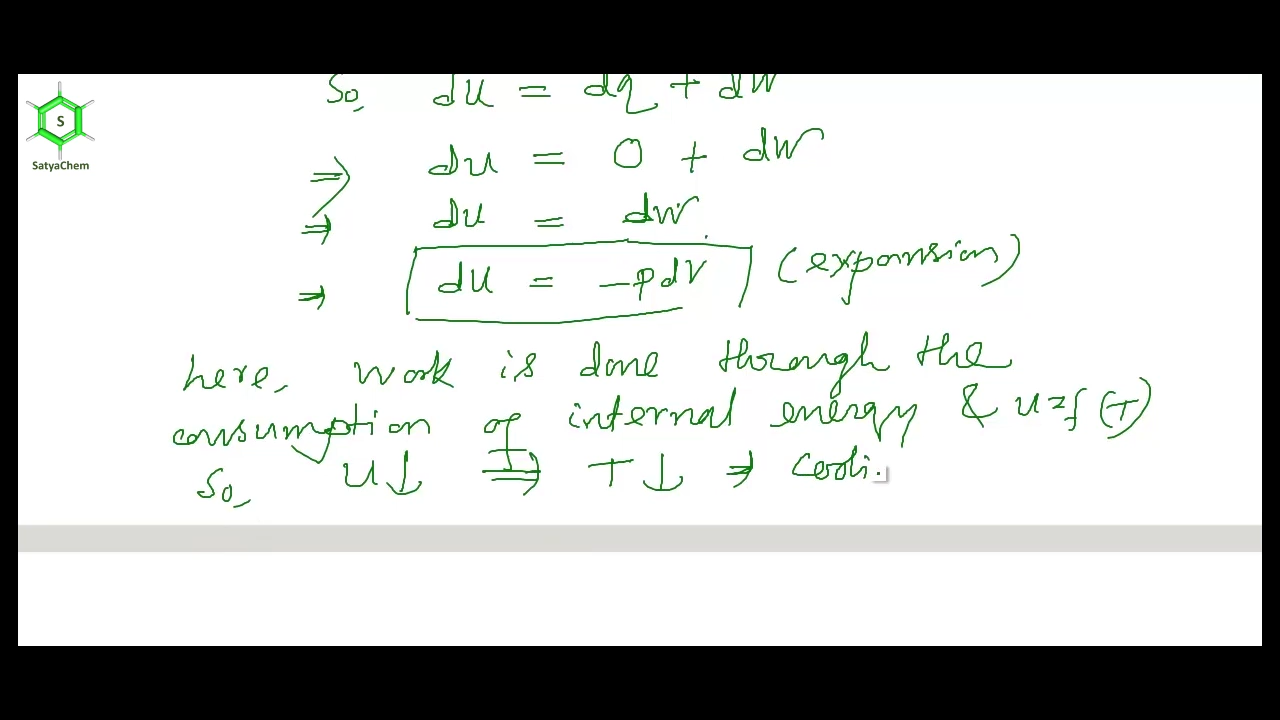 So, du = dq + dw
S
SatyaChem
⇒ du = 0 + dw
⇒ du = dw.
⇒ du = -pdV (expansion)
here, work is done through the
consumption of internal energy & u=f(T)
So, u↓ ⇒ T↓ ⇒ cooli